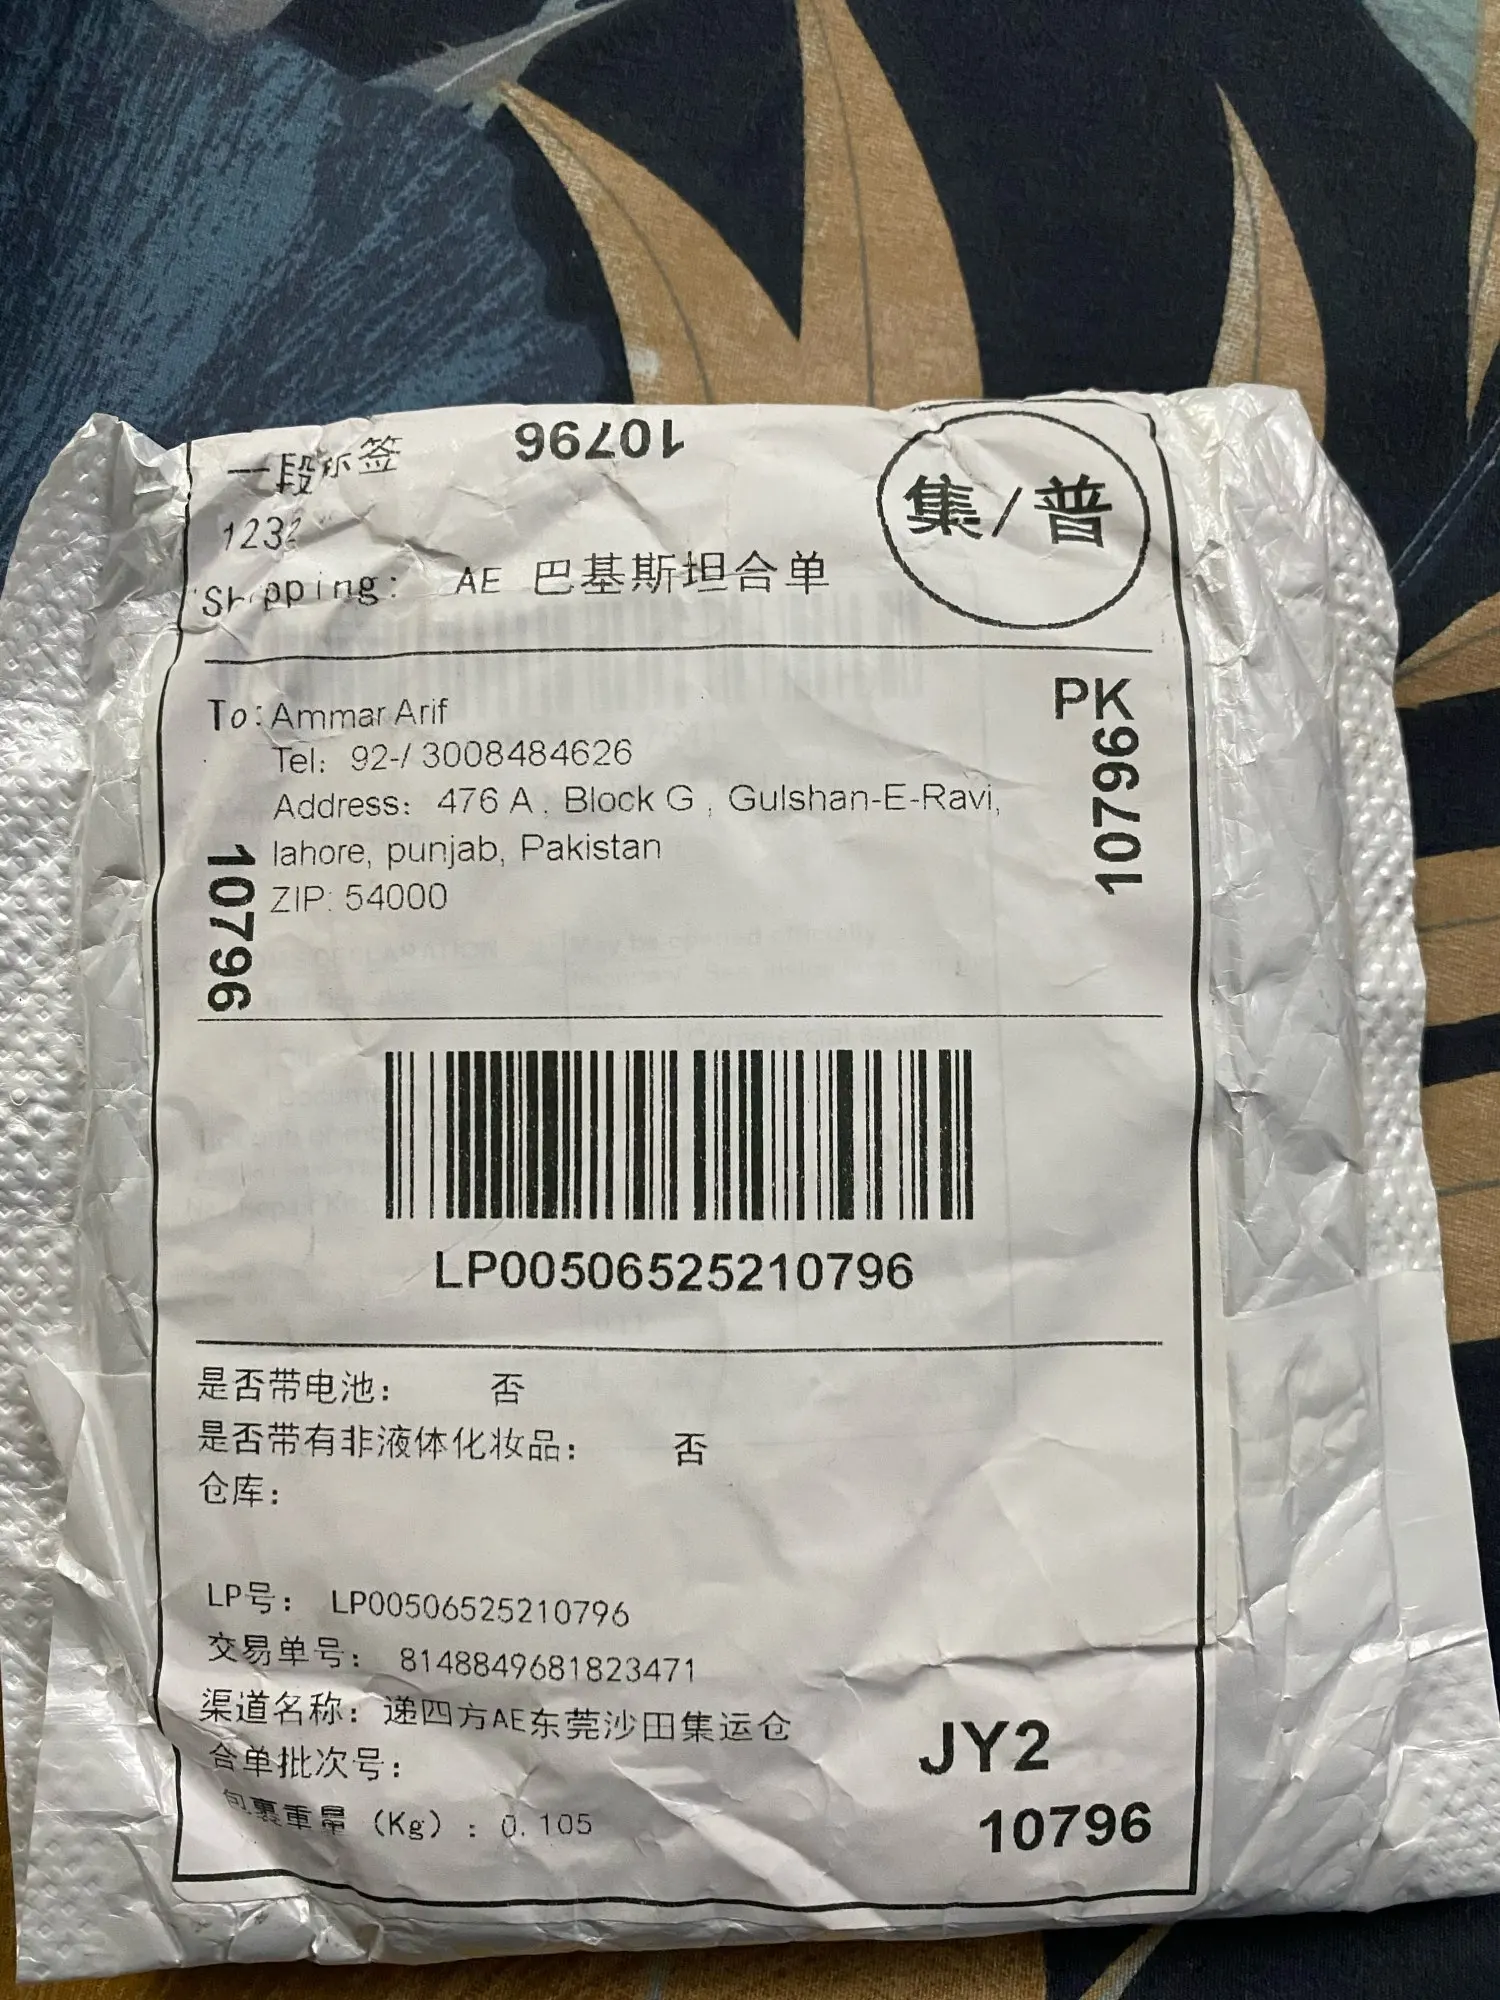 一段标签
10796
集/普
Shipping: AE 巴基斯坦合单
To: Ammar Arif
PK
Tel: 92-/ 3008484626
Address: 476 A , Block G , Gulshan-E-Ravi,
lahore, punjab, Pakistan
ZIP: 54000
10796
10796
LP00506525210796
是否带电池: 否
是否带有非液体化妆品: 否
仓库:
LP号: LP00506525210796
交易单号: 8148849681823471
渠道名称: 递四方AE东莞沙田集运仓
合单批次号:
包裹重量 (Kg) : 0.105
JY2
10796